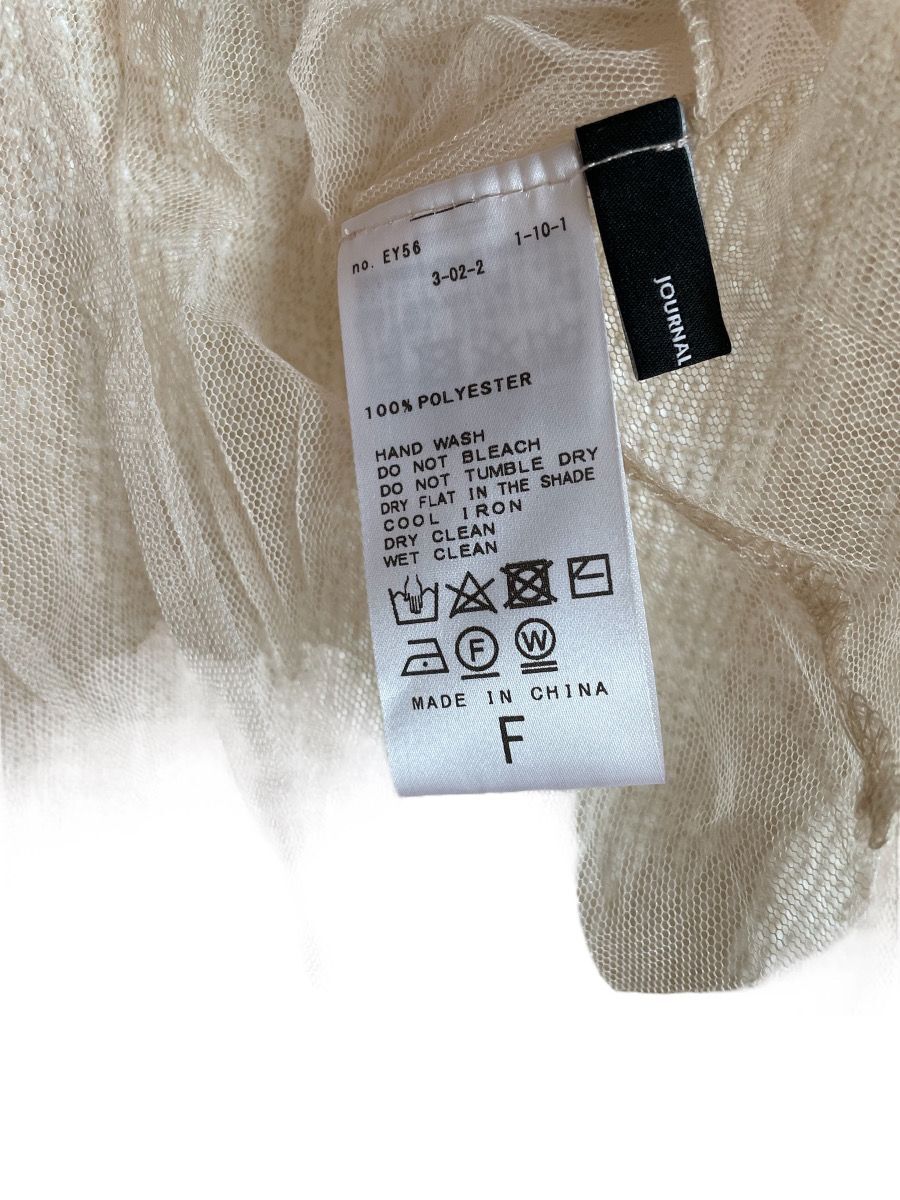 no. EY56 1-10-1
3-02-2
100% POLYESTER
HAND WASH
DO NOT BLEACH
DO NOT TUMBLE DRY
DRY FLAT IN THE SHADE
COOL IRON
DRY CLEAN
WET CLEAN
F W
MADE IN CHINA
F
JOURNAL